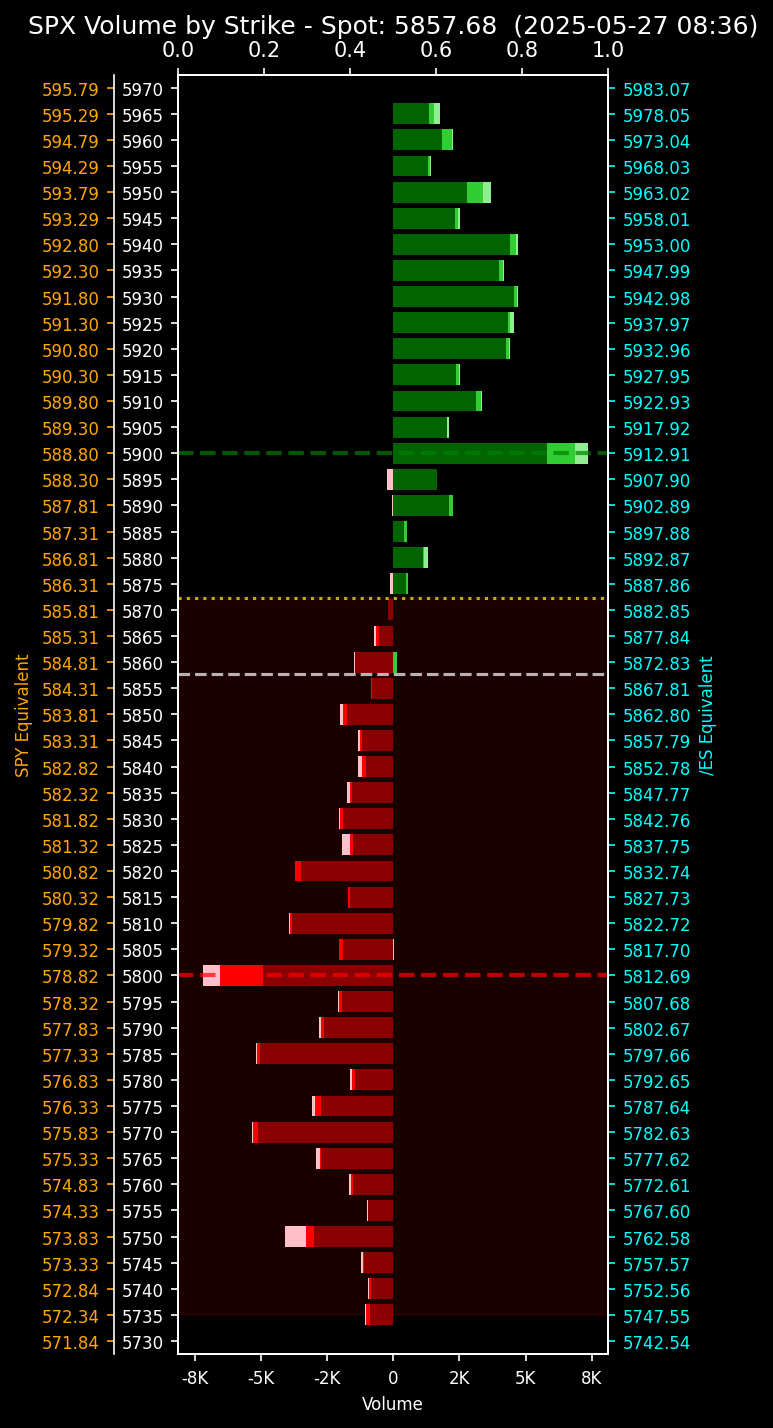 SPX Volume by Strike - Spot: 5857.68 (2025-05-27 08:36)
0.0 0.2 0.4 0.6 0.8 1.0
595.79 5970 5983.07
595.29 5965 5978.05
594.79 5960 5973.04
594.29 5955 5968.03
593.79 5950 5963.02
593.29 5945 5958.01
592.80 5940 5953.00
592.30 5935 5947.99
591.80 5930 5942.98
591.30 5925 5937.97
590.80 5920 5932.96
590.30 5915 5927.95
589.80 5910 5922.93
589.30 5905 5917.92
588.80 5900 5912.91
588.30 5895 5907.90
587.81 5890 5902.89
587.31 5885 5897.88
586.81 5880 5892.87
586.31 5875 5887.86
585.81 5870 5882.85
585.31 5865 5877.84
584.81 5860 5872.83
584.31 5855 5867.81
583.81 5850 5862.80
583.31 5845 5857.79
582.82 5840 5852.78
582.32 5835 5847.77
581.82 5830 5842.76
581.32 5825 5837.75
580.82 5820 5832.74
580.32 5815 5827.73
579.82 5810 5822.72
579.32 5805 5817.70
578.82 5800 5812.69
578.32 5795 5807.68
577.83 5790 5802.67
577.33 5785 5797.66
576.83 5780 5792.65
576.33 5775 5787.64
575.83 5770 5782.63
575.33 5765 5777.62
574.83 5760 5772.61
574.33 5755 5767.60
573.83 5750 5762.58
573.33 5745 5757.57
572.84 5740 5752.56
572.34 5735 5747.55
571.84 5730 5742.54
SPY Equivalent
/ES Equivalent
-8K -5K -2K 0 2K 5K 8K
Volume